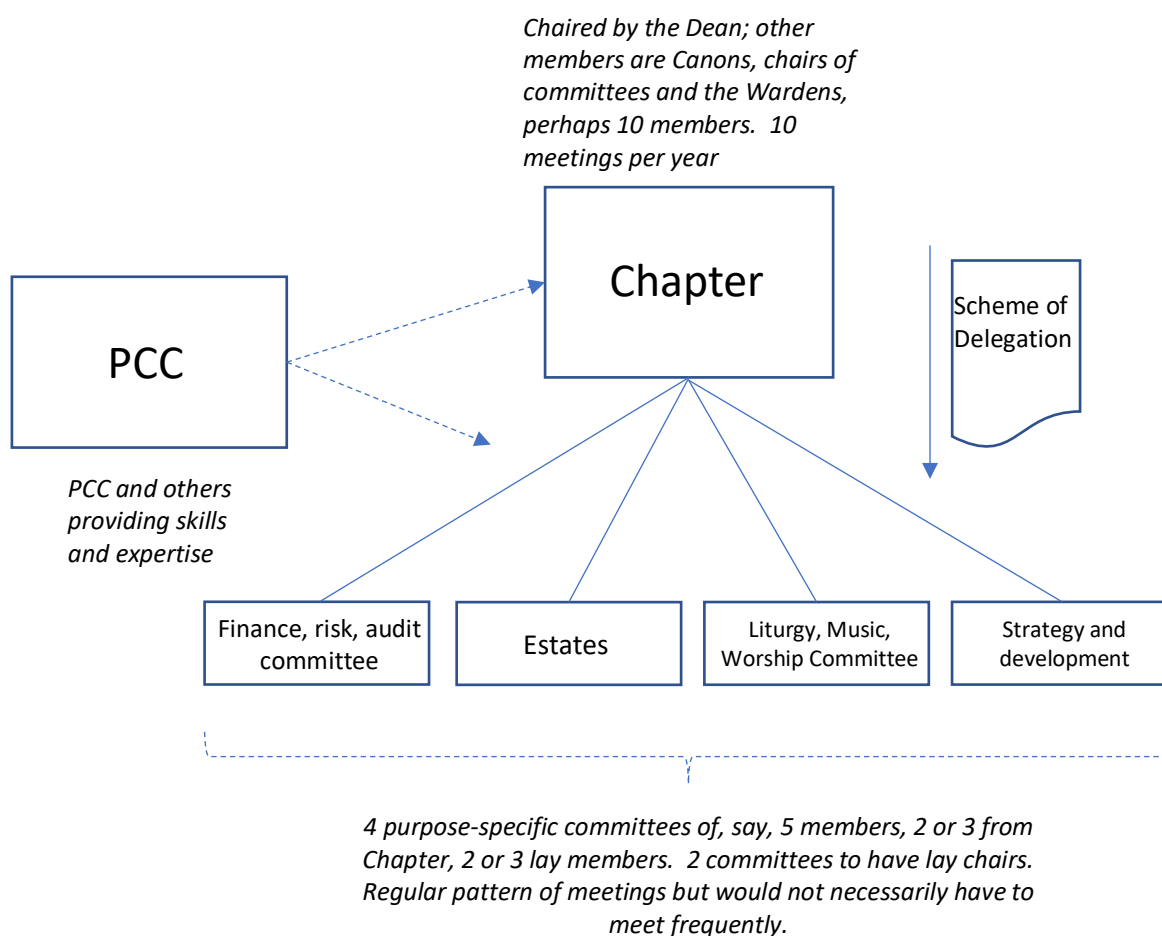 Chaired by the Dean; other
members are Canons, chairs of
committees and the Wardens,
perhaps 10 members.  10
meetings per year
Chapter
Scheme of
Delegation
PCC
PCC and others
providing skills
and expertise
Finance, risk, audit
committee
Estates
Liturgy, Music,
Worship Committee
Strategy and
development
4 purpose-specific committees of, say, 5 members, 2 or 3 from
Chapter, 2 or 3 lay members.  2 committees to have lay chairs.
Regular pattern of meetings but would not necessarily have to
meet frequently.